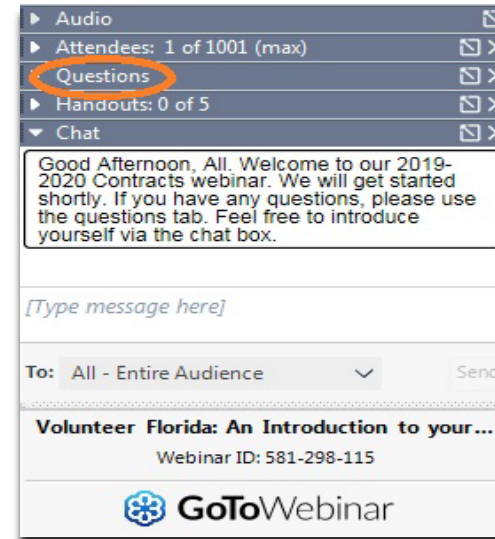 Audio
Attendees: 1 of 1001 (max)
Questions
Handouts: 0 of 5
Chat
Good Afternoon, All. Welcome to our 2019-
2020 Contracts webinar. We will get started
shortly. If you have any questions, please use
the questions tab. Feel free to introduce
yourself via the chat box.
[Type message here]
To: All - Entire Audience Send
Volunteer Florida: An Introduction to your...
Webinar ID: 581-298-115
GoToWebinar